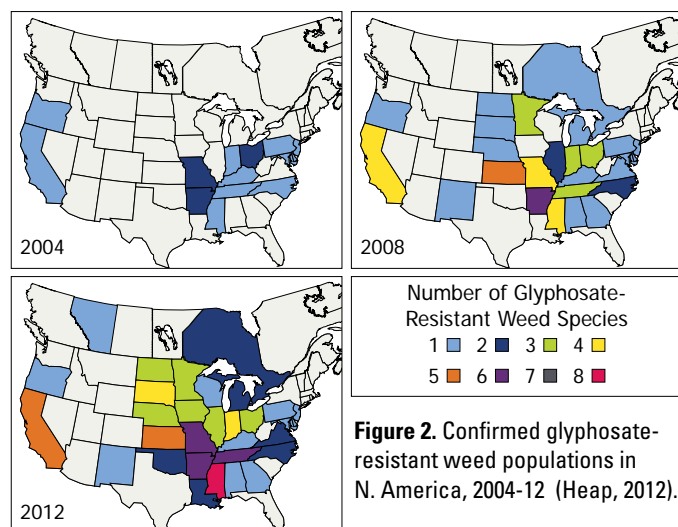 2004
2008
2012
Number of Glyphosate-
Resistant Weed Species
1 2 3 4
5 6 7 8
Figure 2. Confirmed glyphosate-
resistant weed populations in
N. America, 2004-12 (Heap, 2012).